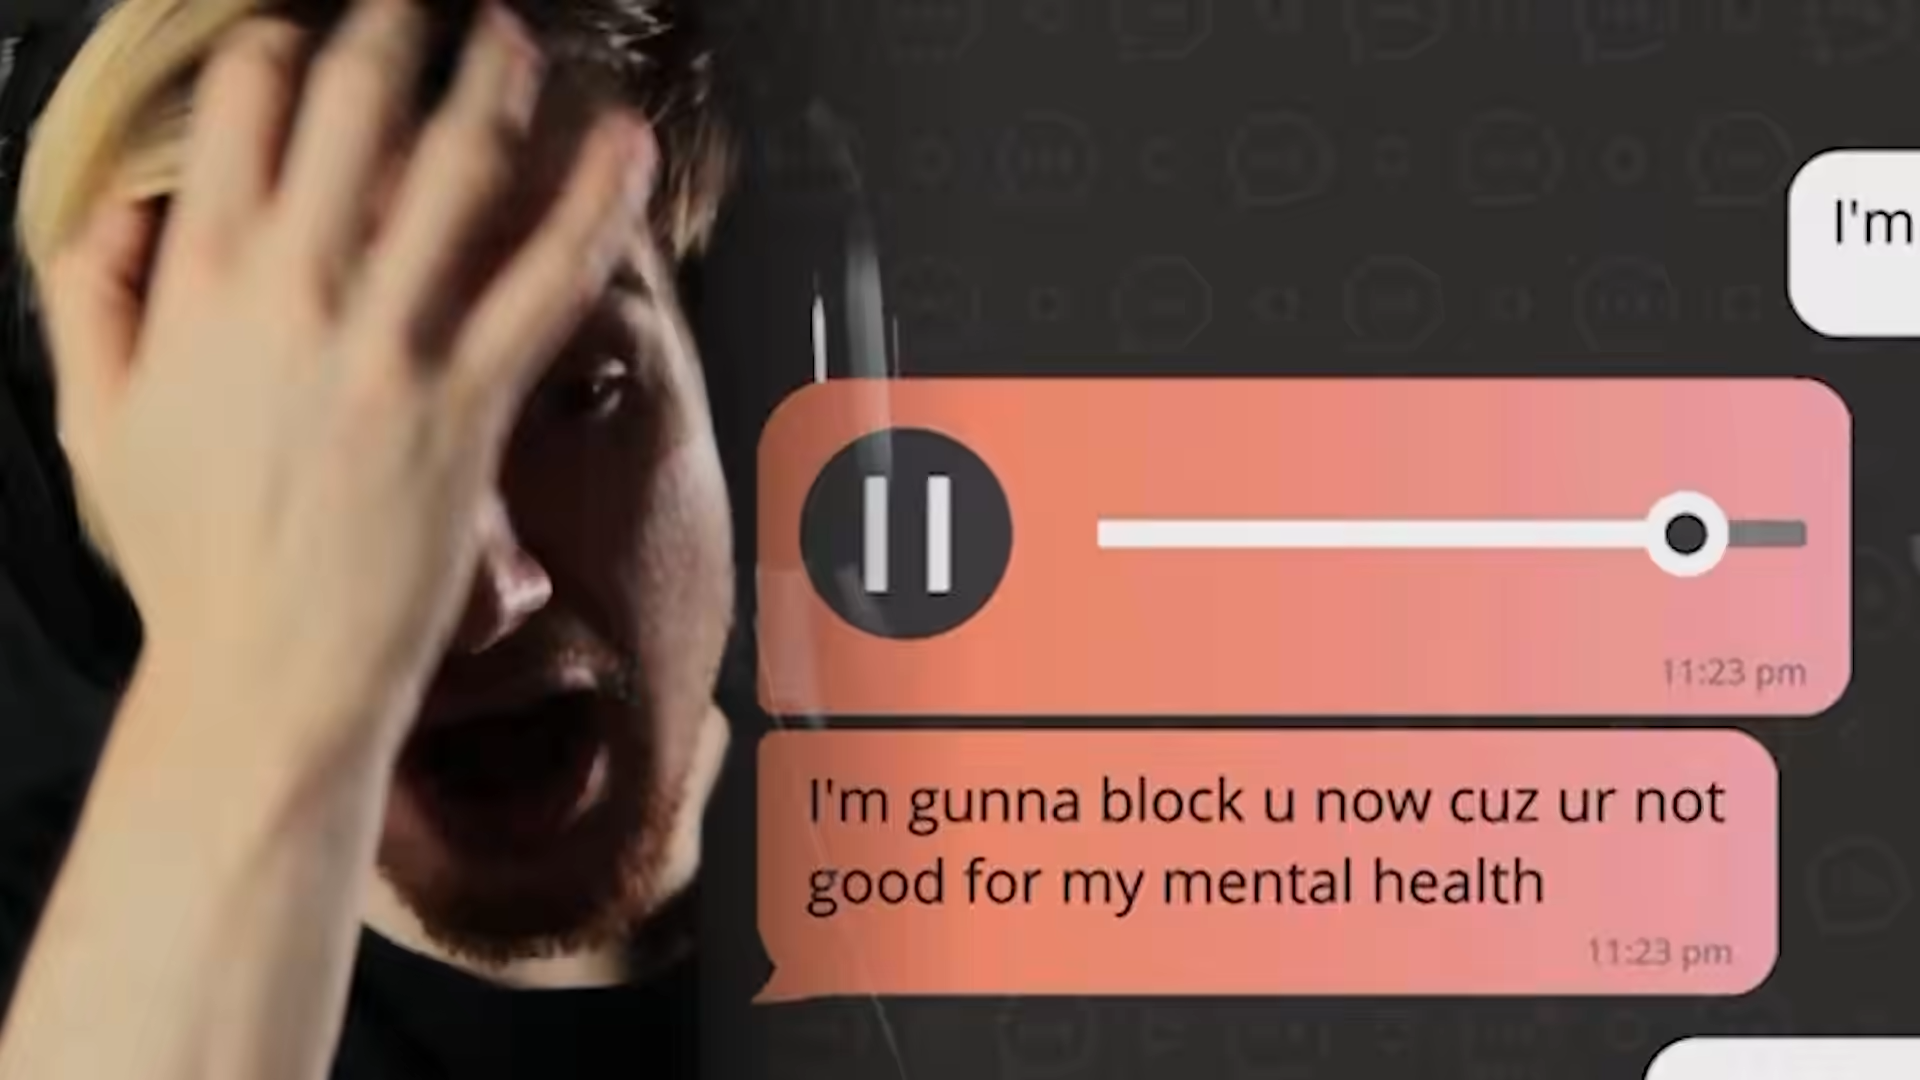 I'm
11:23 pm
I'm gunna block u now cuz ur not
good for my mental health
11:23 pm